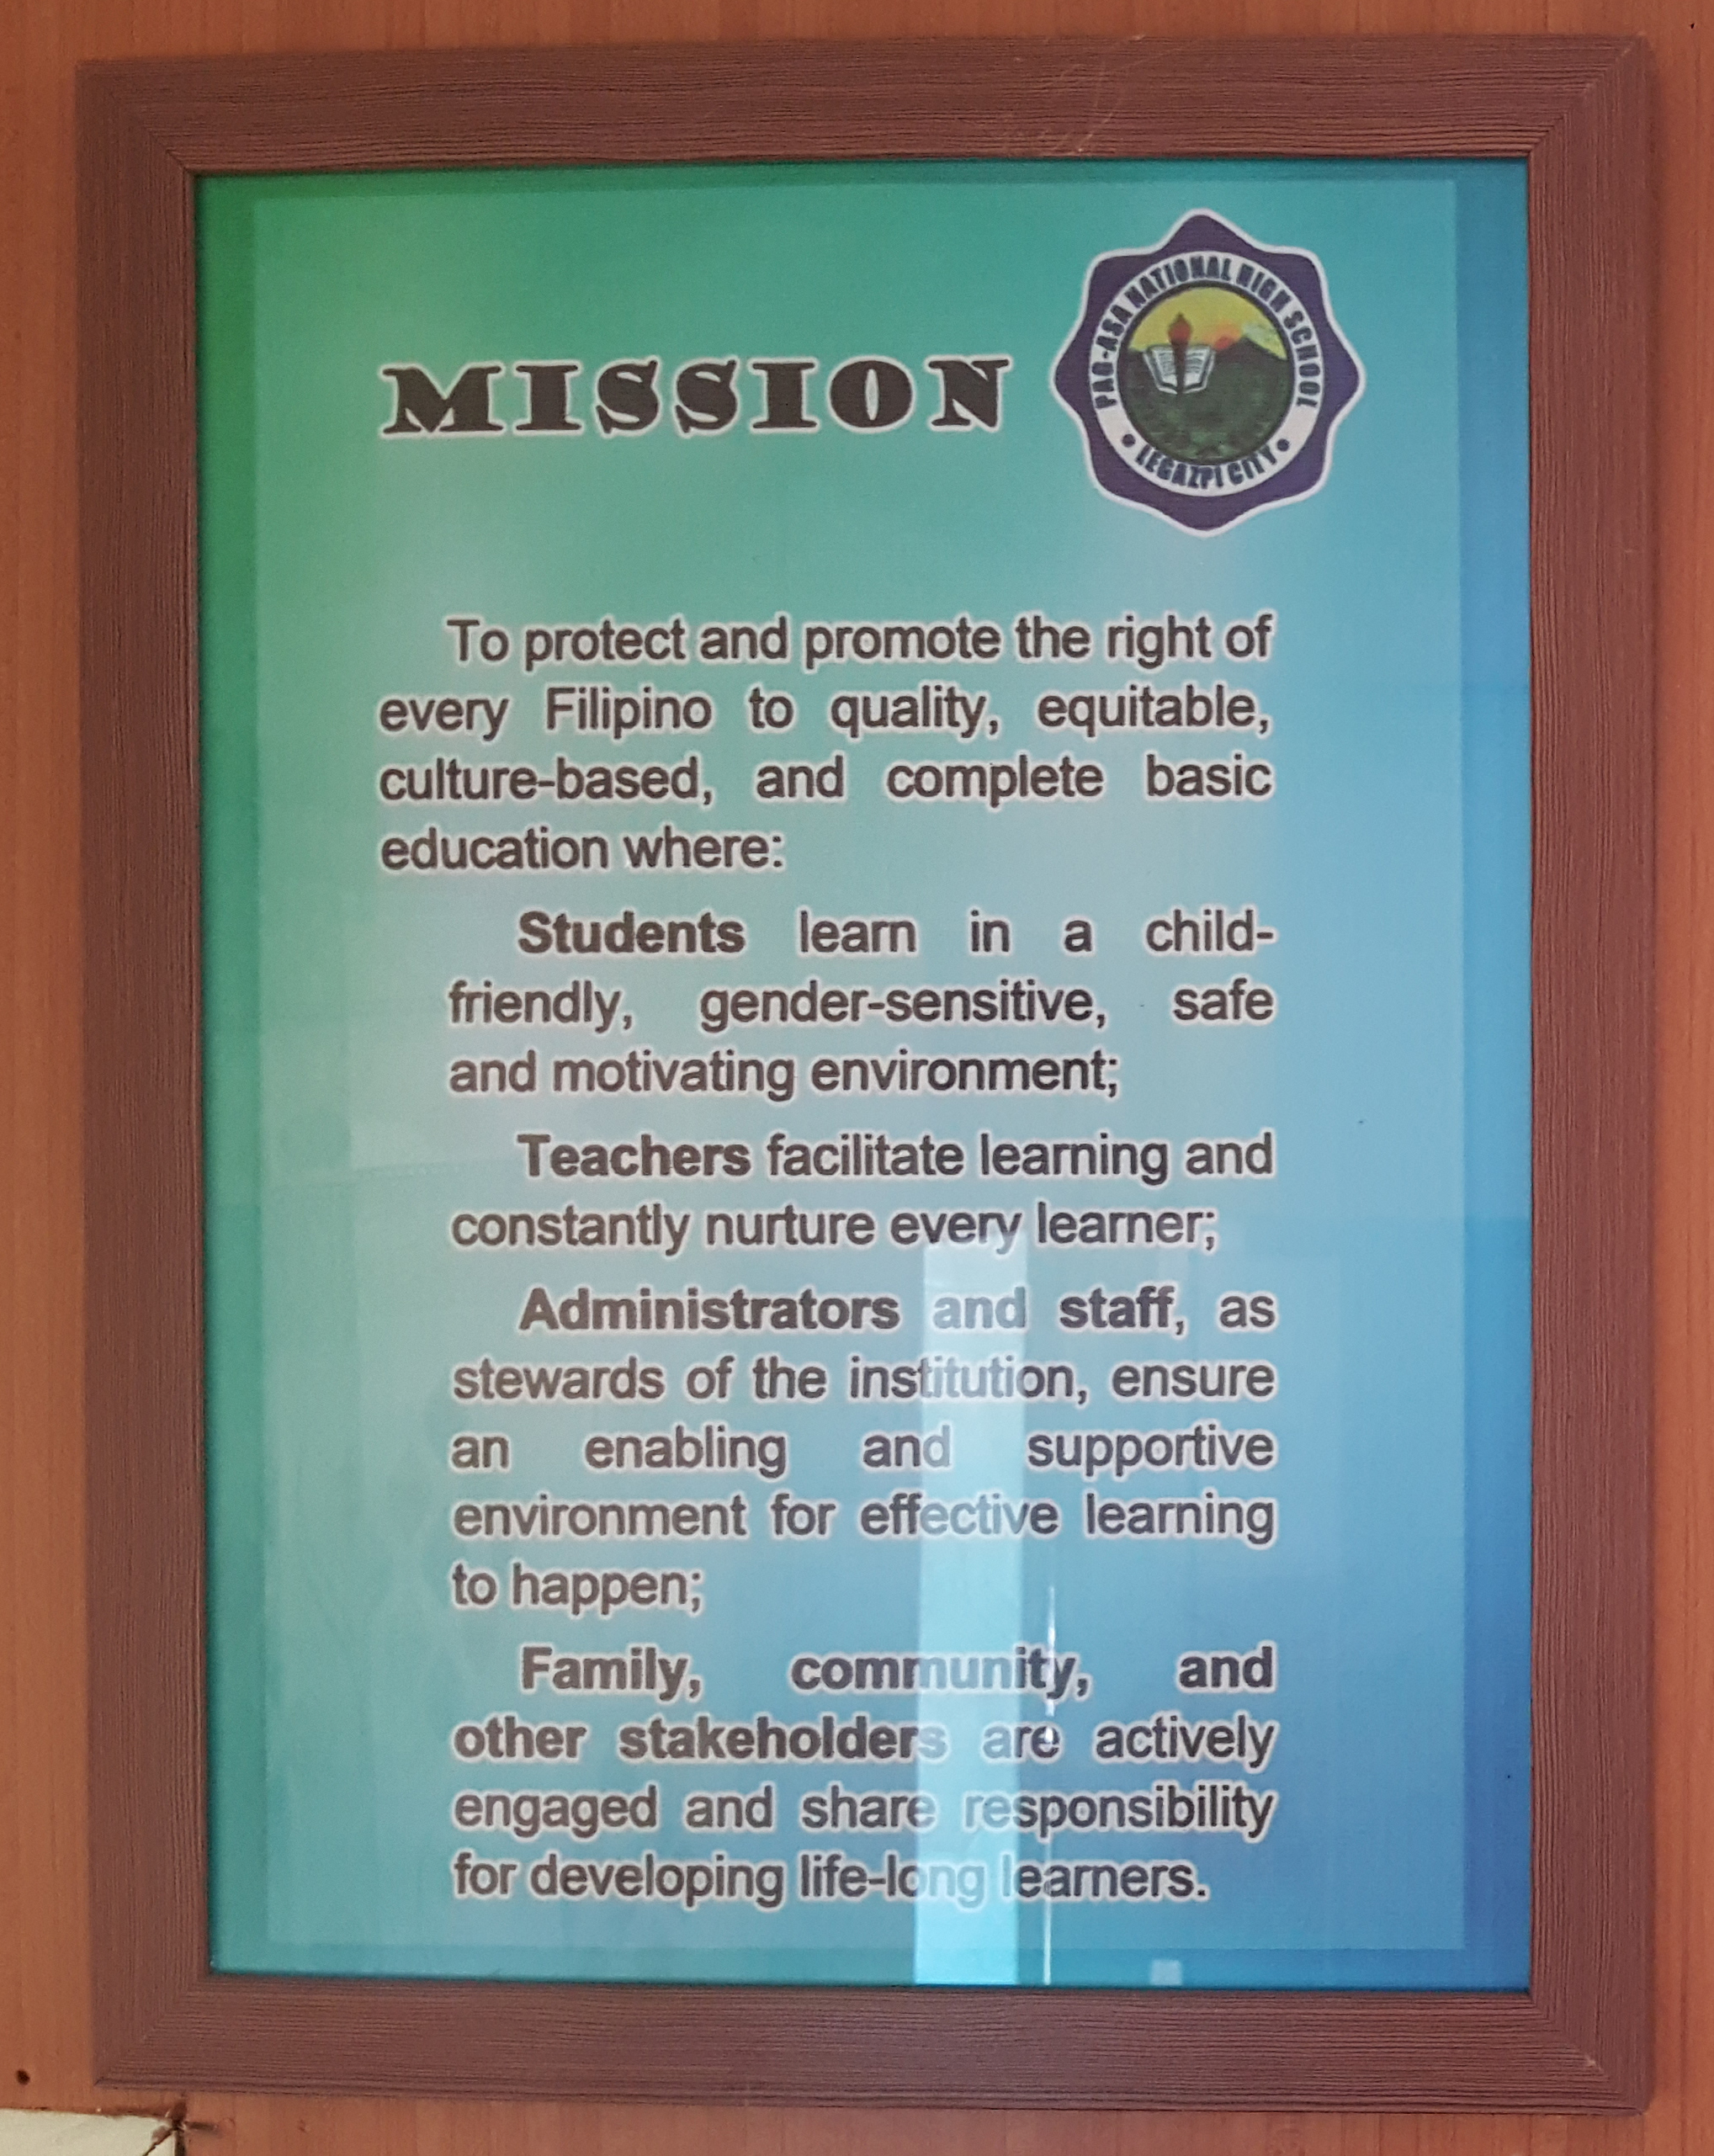 MISSION
PAG-ASA NATIONAL HIGH SCHOOL
• LEGAZPI CITY •
To protect and promote the right of
every Filipino to quality, equitable,
culture-based, and complete basic
education where:
Students learn in a child-
friendly, gender-sensitive, safe
and motivating environment;
Teachers facilitate learning and
constantly nurture every learner;
Administrators and staff, as
stewards of the institution, ensure
an enabling and supportive
environment for effective learning
to happen;
Family, community, and
other stakeholders are actively
engaged and share responsibility
for developing life-long learners.